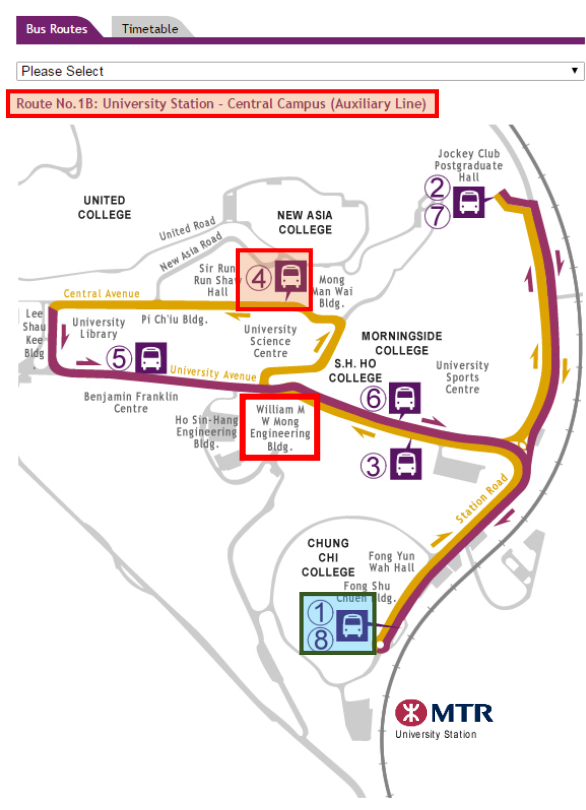 Bus Routes
Timetable
Please Select
Route No.1B: University Station - Central Campus (Auxiliary Line)
Jockey Club
Postgraduate
Hall
2
7
UNITED
COLLEGE
NEW ASIA
COLLEGE
United Road
New Asia Road
Sir Run
Run Shaw
Hall
4
Mong
Man Wai
Bldg.
Central Avenue
Lee
Shau
Kee
Bldg
.
University
Library
Pi Ch'iu Bldg.
University
Science
Centre
MORNINGSIDE
COLLEGE
S.H. HO
COLLEGE
University
Sports
Centre
5
University Avenue
6
Benjamin Franklin
Centre
Ho Sin-Hang
Engineering
Bldg.
William M
W Mong
Engineering
Bldg.
3
Station Road
CHUNG
CHI
COLLEGE
Fong Yun
Wah Hall
Fong Shu
Chuen Bldg.
1
8
MTR
University Station